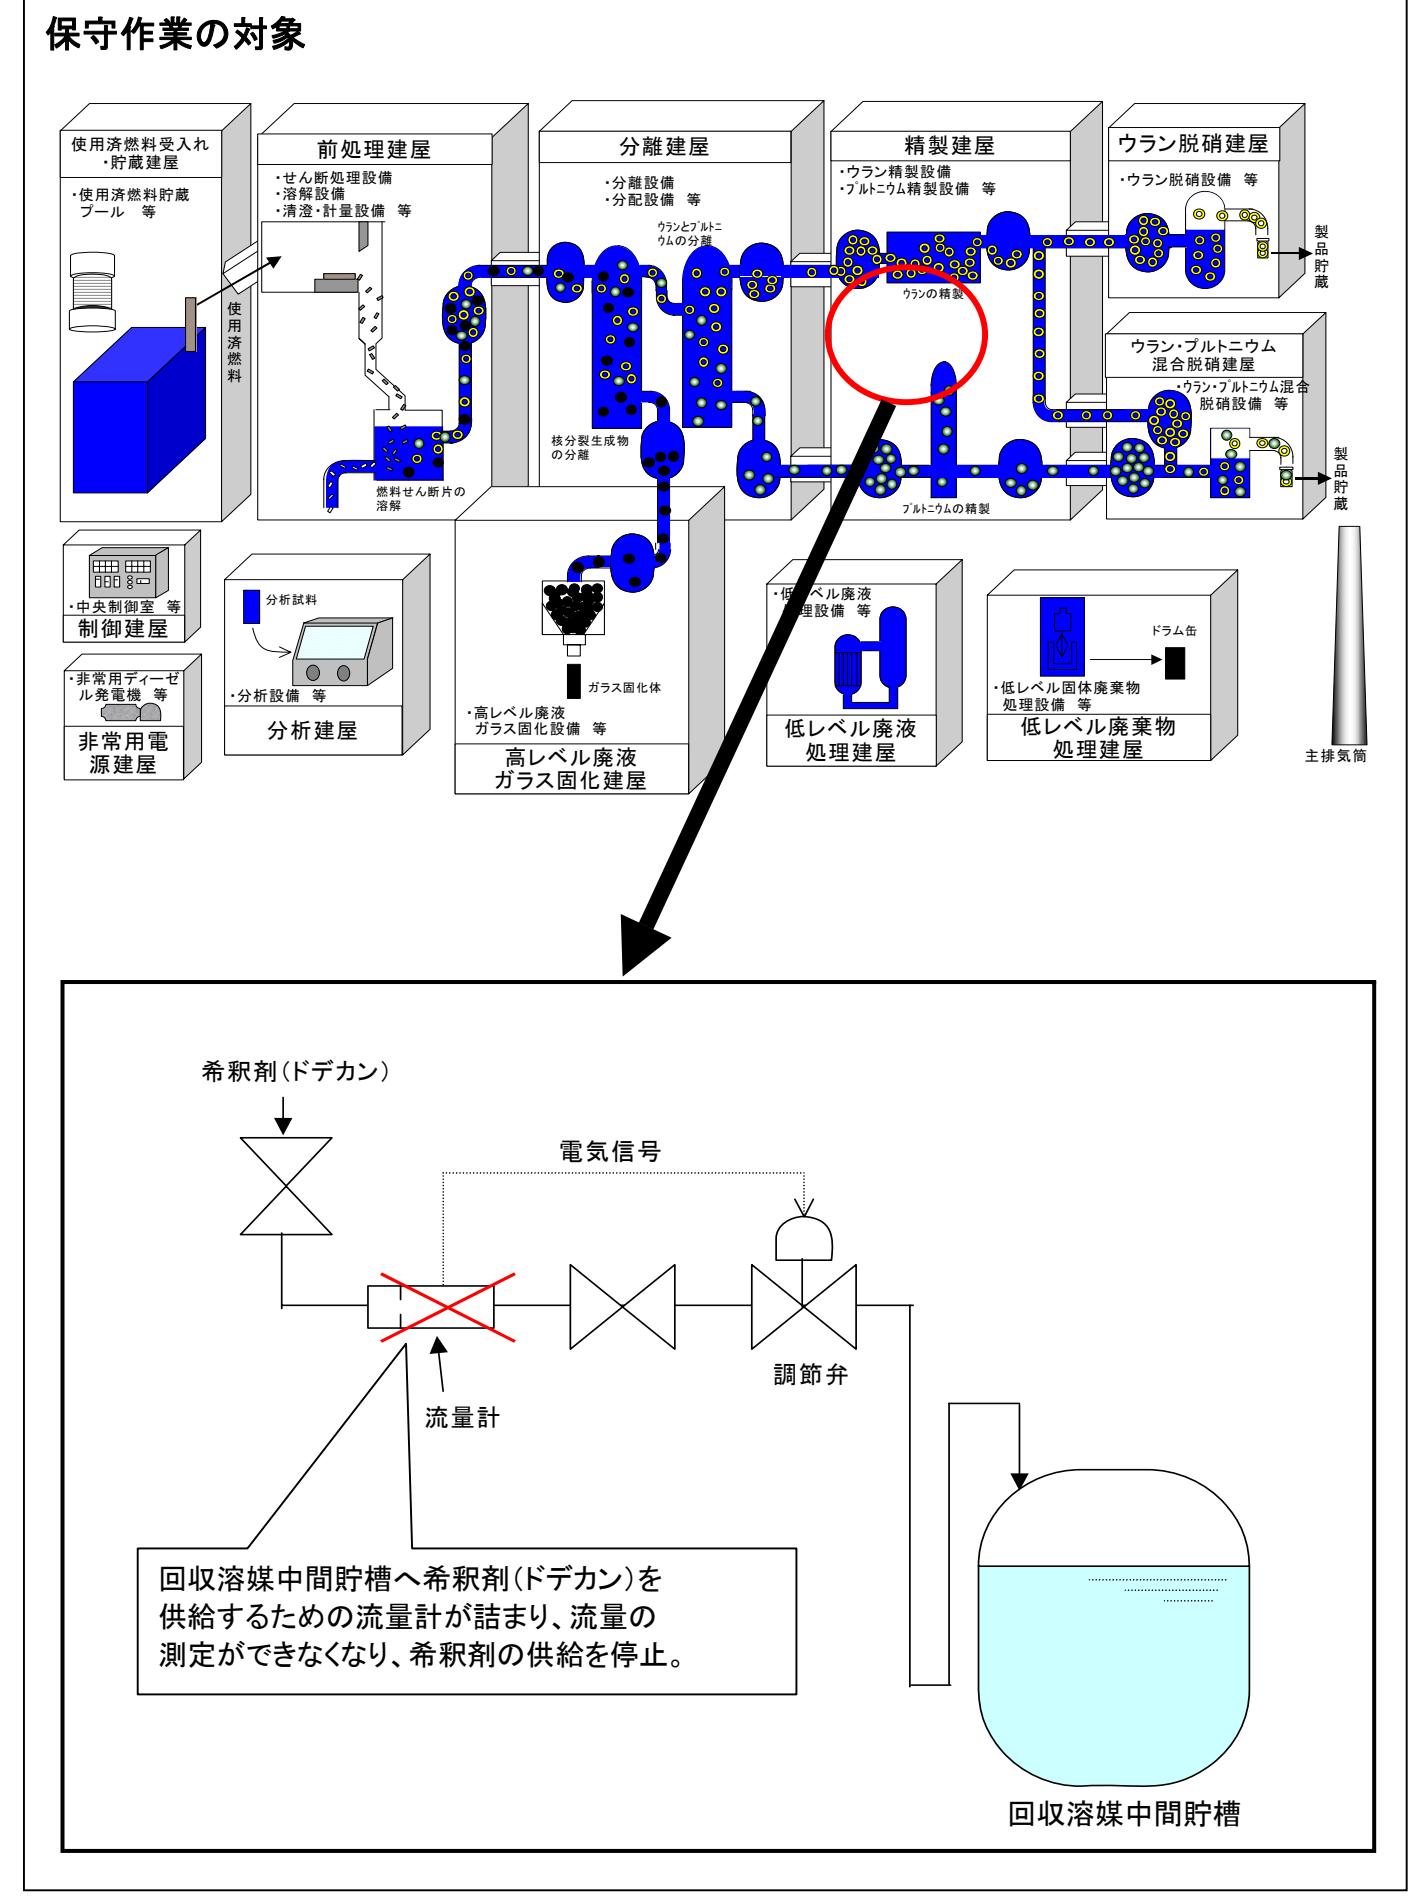 保守作業の対象
使用済燃料受入れ
・貯蔵建屋
・使用済燃料貯蔵
プール 等
使用済燃料
前処理建屋
・せん断処理設備
・溶解設備
・清澄・計量設備 等
燃料せん断片の
溶解
分離建屋
・分離設備
・分配設備 等
ウランとプルトニ
ウムの分離
核分裂生成物
の分離
精製建屋
・ウラン精製設備
・プルトニウム精製設備 等
ウランの精製
プルトニウムの精製
ウラン脱硝建屋
・ウラン脱硝設備 等
製品貯蔵
ウラン・プルトニウム
混合脱硝建屋
・ウラン・プルトニウム混合
脱硝設備 等
製品貯蔵
・中央制御室 等
制御建屋
・非常用ディーゼ
ル発電機 等
非常用電
源建屋
分析試料
・分析設備 等
分析建屋
ガラス固化体
・高レベル廃液
ガラス固化設備 等
高レベル廃液
ガラス固化建屋
・低レベル廃液
理設備 等
低レベル廃液
処理建屋
ドラム缶
・低レベル固体廃棄物
処理設備 等
低レベル廃棄物
処理建屋
主排気筒
希釈剤(ドデカン)
電気信号
調節弁
流量計
回収溶媒中間貯槽へ希釈剤(ドデカン)を
供給するための流量計が詰まり、流量の
測定ができなくなり、希釈剤の供給を停止。
回収溶媒中間貯槽